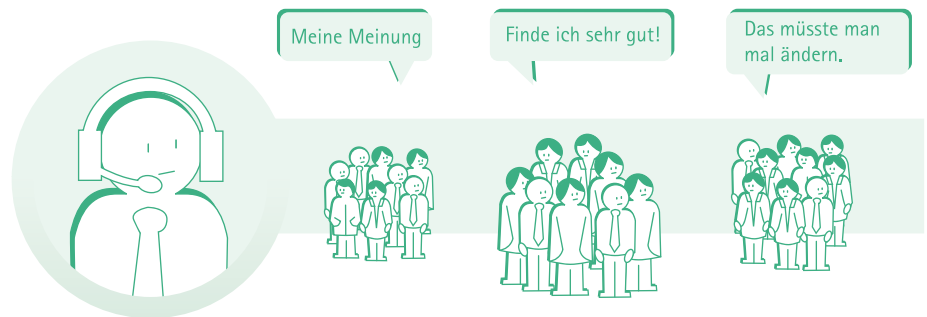 Meine Meinung
Finde ich sehr gut!
Das müsste man
mal ändern.